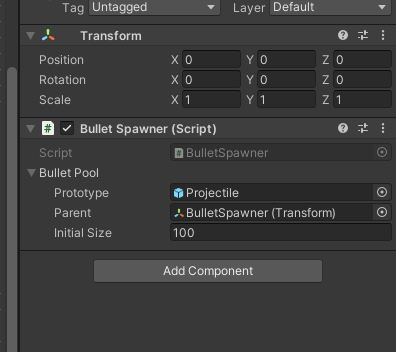 Tag Untagged Layer Default
Transform
Position X 0 Y 0 Z 0
Rotation X 0 Y 0 Z 0
Scale X 1 Y 1 Z 1
# Bullet Spawner (Script)
Script # BulletSpawner
Bullet Pool
Prototype Projectile
Parent BulletSpawner (Transform)
Initial Size 100
Add Component